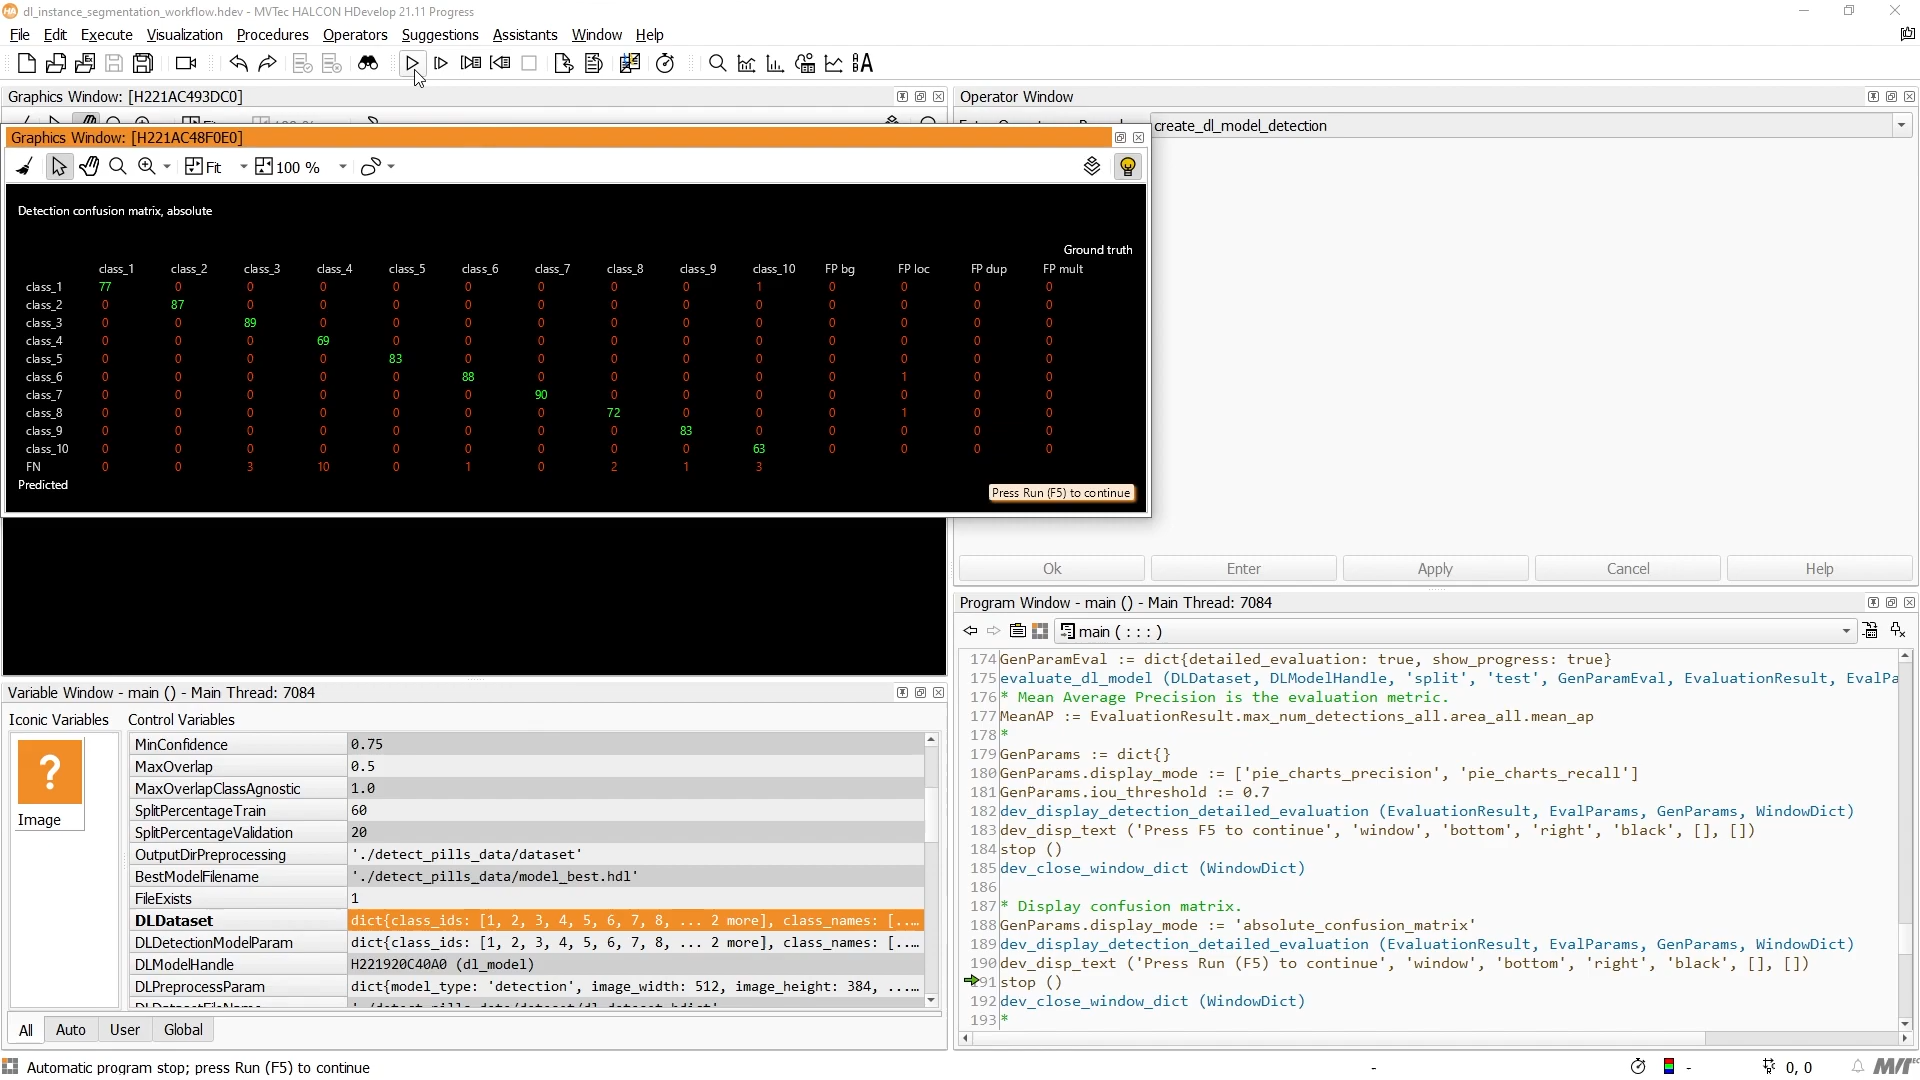 dl_instance_segmentation_workflow.hdev - MVTec HALCON HDevelop 21.11 Progress
File Edit Execute Visualization Procedures Operators Suggestions Assistants Window Help
Graphics Window: [H221AC493DC0]
Operator Window
create_dl_model_detection
Graphics Window: [H221AC48F0E0]
Fit 100 %
Detection confusion matrix, absolute
Ground truth
class_1 class_2 class_3 class_4 class_5 class_6 class_7 class_8 class_9 class_10 FP bg FP loc FP dup FP mult
class_1 77 0 0 0 0 0 0 0 0 1 0 0 0 0
class_2 0 87 0 0 0 0 0 0 0 0 0 0 0 0
class_3 0 0 89 0 0 0 0 0 0 0 0 0 0 0
class_4 0 0 0 69 0 0 0 0 0 0 0 0 0 0
class_5 0 0 0 0 83 0 0 0 0 0 0 0 0 0
class_6 0 0 0 0 0 88 0 0 0 0 0 1 0 0
class_7 0 0 0 0 0 0 90 0 0 0 0 0 0 0
class_8 0 0 0 0 0 0 0 72 0 0 0 1 0 0
class_9 0 0 0 0 0 0 0 0 83 0 0 0 0 0
class_10 0 0 0 0 0 0 0 0 0 63 0 0 0 0
FN 0 0 3 10 0 1 0 2 1 3
Predicted
Press Run (F5) to continue
Ok Enter Apply Cancel Help
Program Window - main () - Main Thread: 7084
main ( : : : )
174 GenParamEval := dict{detailed_evaluation: true, show_progress: true}
175 evaluate_dl_model (DLDataset, DLModelHandle, 'split', 'test', GenParamEval, EvaluationResult, EvalPa
176 * Mean Average Precision is the evaluation metric.
177 MeanAP := EvaluationResult.max_num_detections_all.area_all.mean_ap
178 *
179 GenParams := dict{}
180 GenParams.display_mode := ['pie_charts_precision', 'pie_charts_recall']
181 GenParams.iou_threshold := 0.7
182 dev_display_detection_detailed_evaluation (EvaluationResult, EvalParams, GenParams, WindowDict)
183 dev_disp_text ('Press F5 to continue', 'window', 'bottom', 'right', 'black', [], [])
184 stop ()
185 dev_close_window_dict (WindowDict)
186
187 * Display confusion matrix.
188 GenParams.display_mode := 'absolute_confusion_matrix'
189 dev_display_detection_detailed_evaluation (EvaluationResult, EvalParams, GenParams, WindowDict)
190 dev_disp_text ('Press Run (F5) to continue', 'window', 'bottom', 'right', 'black', [], [])
191 stop ()
192 dev_close_window_dict (WindowDict)
193 *
Variable Window - main () - Main Thread: 7084
Iconic Variables Control Variables
Image
MinConfidence 0.75
MaxOverlap 0.5
MaxOverlapClassAgnostic 1.0
SplitPercentageTrain 60
SplitPercentageValidation 20
OutputDirPreprocessing './detect_pills_data/dataset'
BestModelFilename './detect_pills_data/model_best.hdl'
FileExists 1
DLDataset dict{class_ids: [1, 2, 3, 4, 5, 6, 7, 8, ... 2 more], class_names: [.....
DLDetectionModelParam dict{class_ids: [1, 2, 3, 4, 5, 6, 7, 8, ... 2 more], class_names: [.....
DLModelHandle H221920C40A0 (dl_model)
DLPreprocessParam dict{model_type: 'detection', image_width: 512, image_height: 384, .....
All Auto User Global
Automatic program stop; press Run (F5) to continue
- - 0, 0